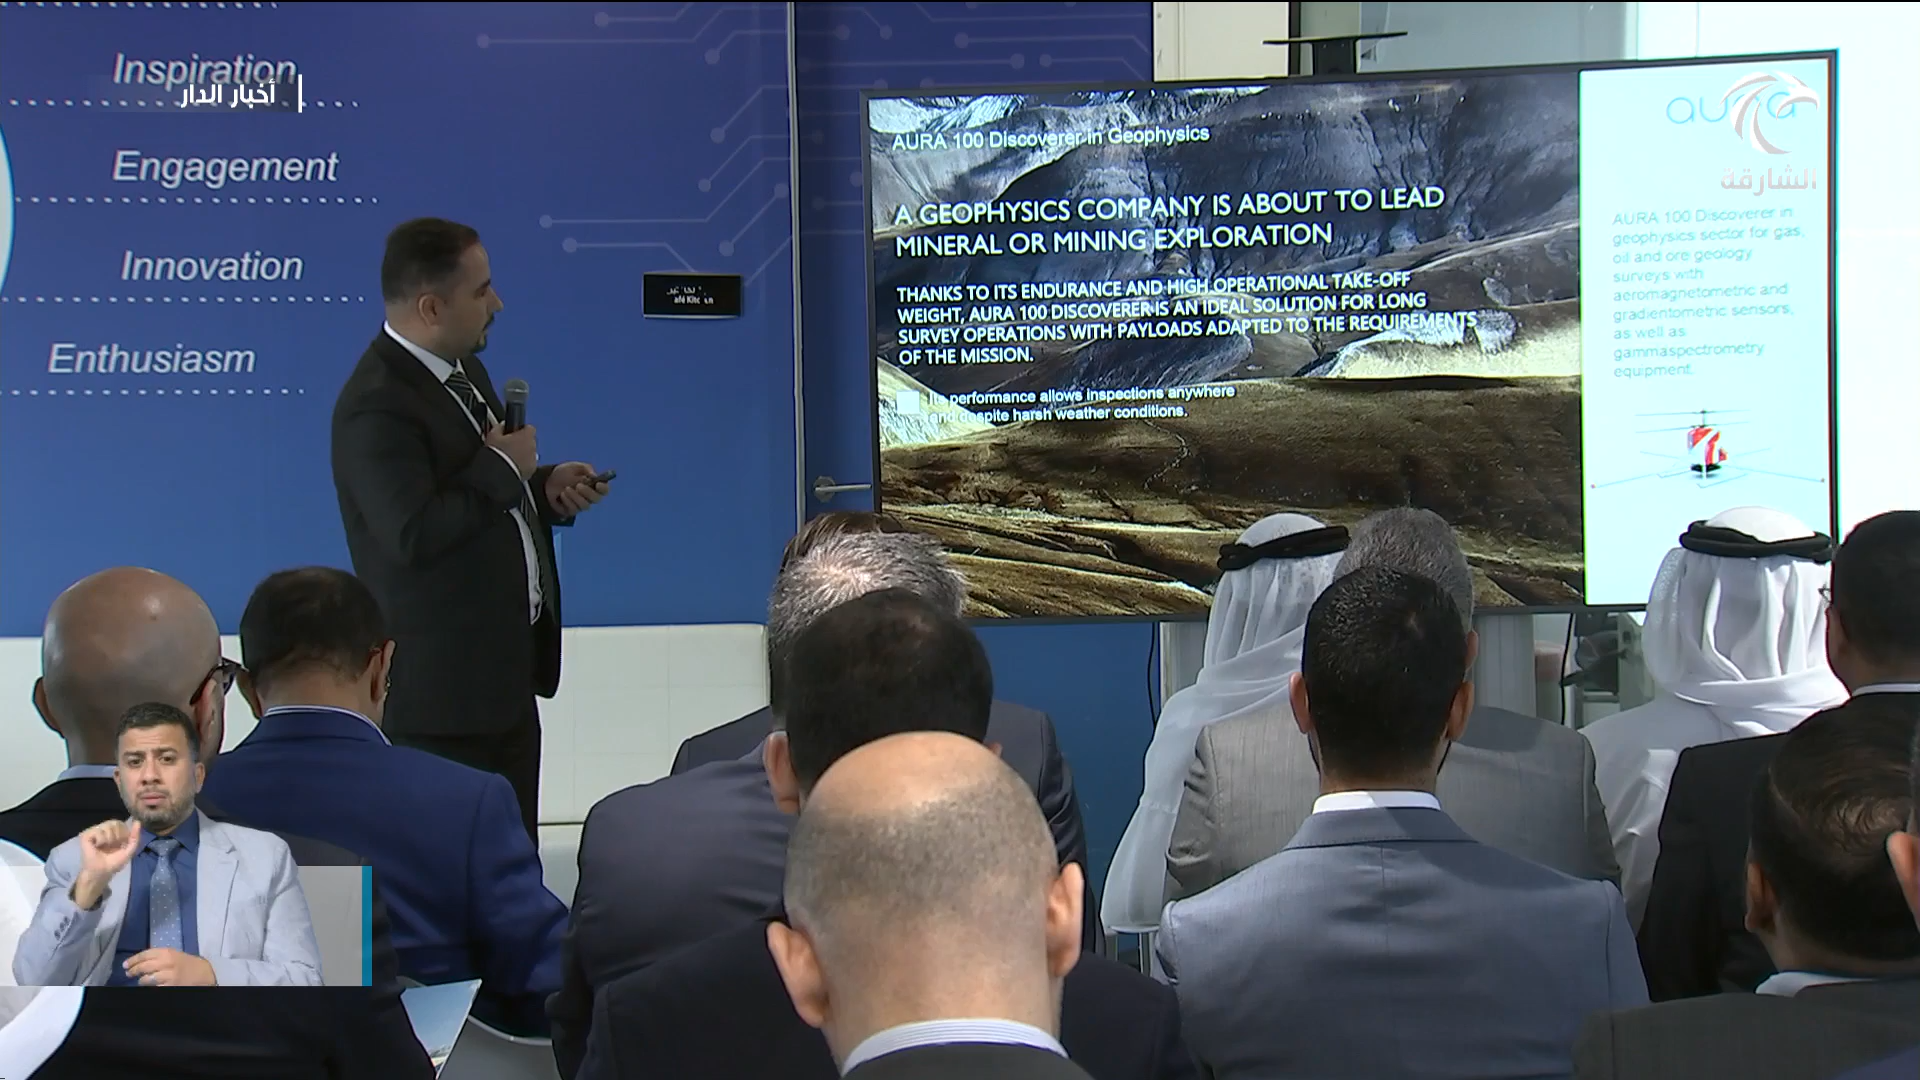 Inspiration
أخبار الدار
Engagement
Innovation
Enthusiasm
AURA 100 Discoverer in Geophysics
A GEOPHYSICS COMPANY IS ABOUT TO LEAD
MINERAL OR MINING EXPLORATION
THANKS TO ITS ENDURANCE AND HIGH OPERATIONAL TAKE-OFF
WEIGHT, AURA 100 DISCOVERER IS AN IDEAL SOLUTION FOR LONG
SURVEY OPERATIONS WITH PAYLOADS ADAPTED TO THE REQUIREMENTS
OF THE MISSION.
Its performance allows inspections anywhere
and despite harsh weather conditions.
aura
الشارقة
AURA 100 Discoverer in
geophysics sector for gas,
oil and ore geology
surveys with
aeromagnetometric and
gradientometric sensors,
as well as
gammaspectrometry
equipment.